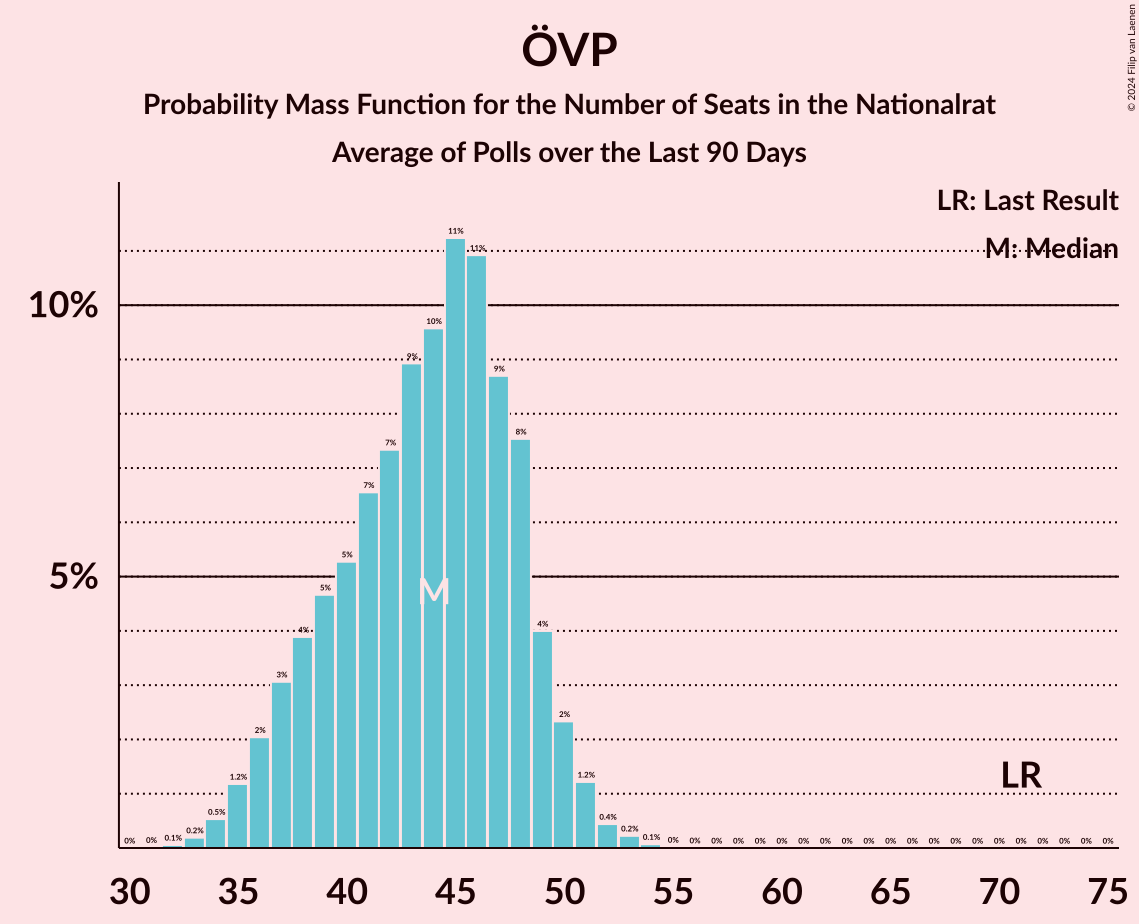 ÖVP
Probability Mass Function for the Number of Seats in the Nationalrat
Average of Polls over the Last 90 Days
© 2024 Filip van Laenen
LR: Last Result
M: Median
10%
5%
0% 0% 0.1% 0.2% 0.5% 1.2% 2% 3% 4% 5% 5% 7% 7% 9% 10% 11% 11% 9% 8% 4% 2% 1.2% 0.4% 0.2% 0.1% 0% 0% 0% 0% 0% 0% 0% 0% 0% 0% 0% 0% 0% 0% 0% 0% 0% 0% 0% 0% 0%
M
LR
30 35 40 45 50 55 60 65 70 75